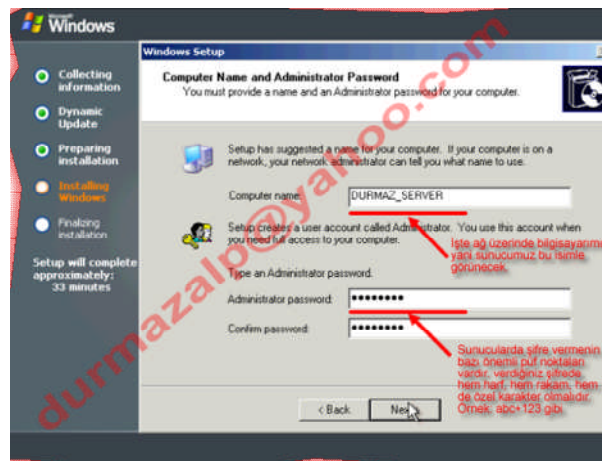 Microsoft
Windows
Collecting
information
Dynamic
Update
Preparing
installation
Installing
Windows
Finalizing
installation
Setup will complete
approximately:
33 minutes
Windows Setup
Computer Name and Administrator Password
You must provide a name and an Administrator password for your computer.
Setup has suggested a name for your computer. If your computer is on a
network, your network administrator can tell you what name to use.
Computer name:
DURMAZ_SERVER
İşte ağ üzerinde bilgisayarımı
yani sunucumuz bu isimle
görünecek.
Setup creates a user account called Administrator. You use this account when
you need full access to your computer.
Type an Administrator password.
Administrator password:
••••••••
Confirm password:
••••••••
Sunucularda şifre vermenin
bazı önemli püf noktaları
vardır, verdiğiniz şifrede
hem harf, hem rakam, hem
de özel karakter olmalıdır.
Örnek: abc+123 gibi.
< Back
Next >
durmazalp@yahoo.com